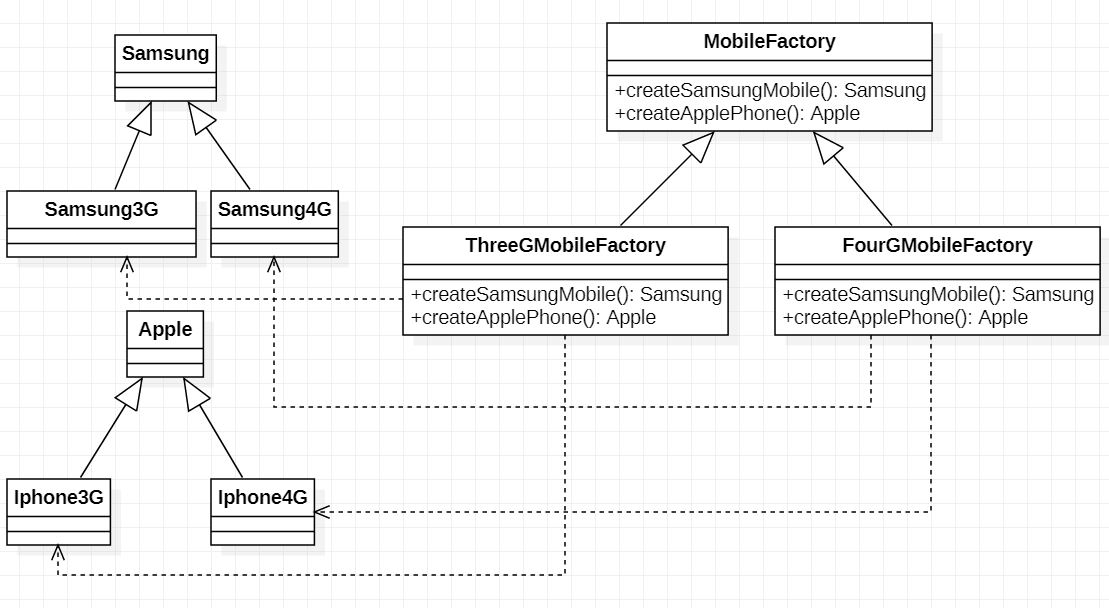 Samsung
MobileFactory
+createSamsungMobile(): Samsung
+createApplePhone(): Apple
Samsung3G
Samsung4G
ThreeGMobileFactory
+createSamsungMobile(): Samsung
+createApplePhone(): Apple
FourGMobileFactory
+createSamsungMobile(): Samsung
+createApplePhone(): Apple
Apple
Iphone3G
Iphone4G